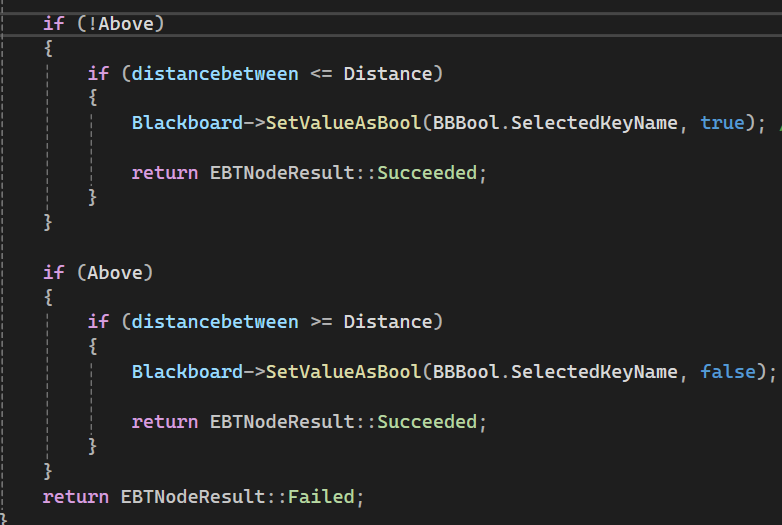 if (!Above)
{
if (distancebetween <= Distance)
{
Blackboard->SetValueAsBool(BBBool.SelectedKeyName, true); /
return EBTNodeResult::Succeeded;
}
}
if (Above)
{
if (distancebetween >= Distance)
{
Blackboard->SetValueAsBool(BBBool.SelectedKeyName, false);
return EBTNodeResult::Succeeded;
}
}
return EBTNodeResult::Failed;
}